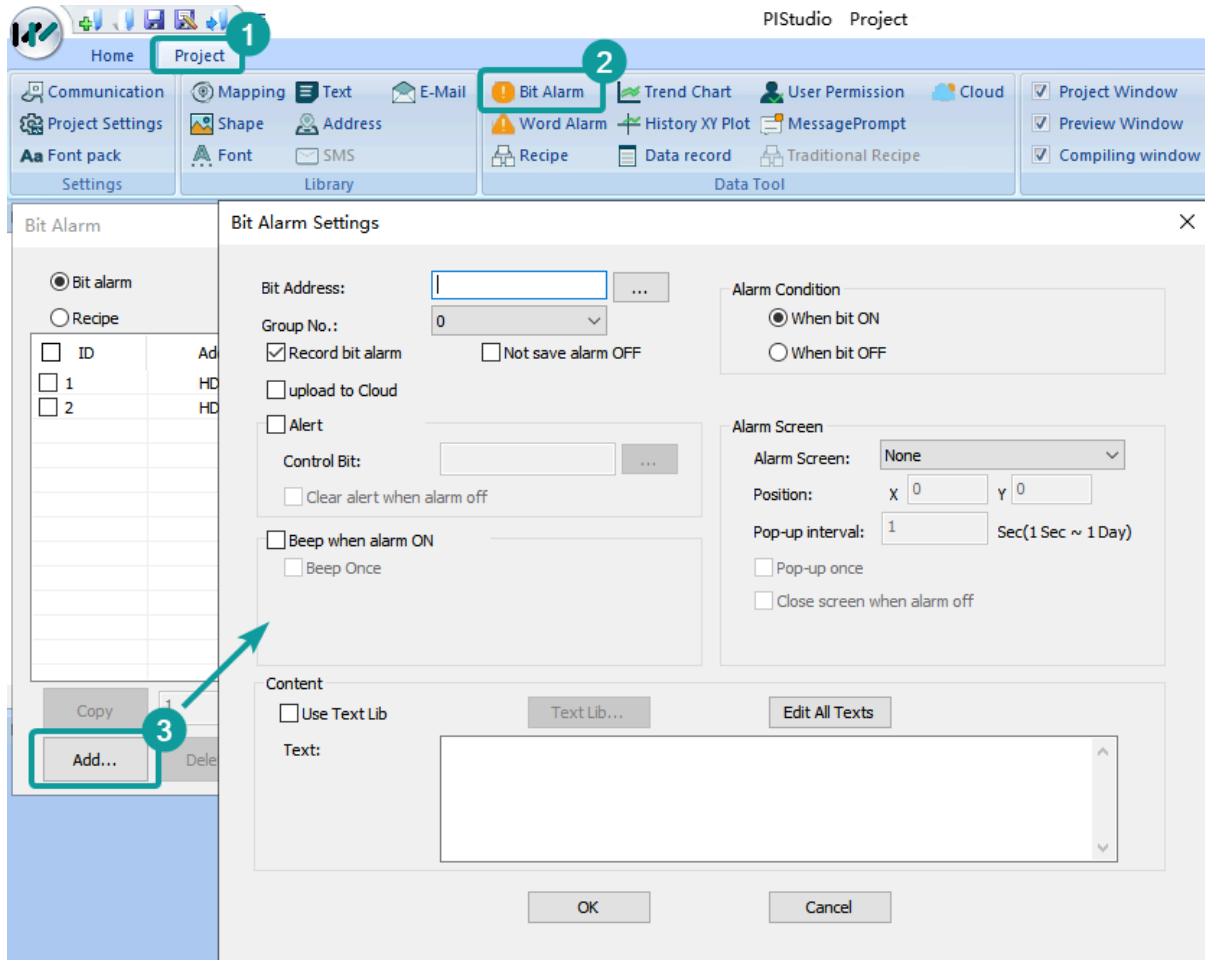 PIStudio Project
1
Home Project
2
Communication Mapping Text E-Mail Bit Alarm Trend Chart User Permission Cloud Project Window
Project Settings Shape Address Word Alarm History XY Plot MessagePrompt Preview Window
Aa Font pack Font SMS Recipe Data record Traditional Recipe Compiling window
Settings Library Data Tool
Bit Alarm
Bit alarm
Recipe
ID Ad
1 HD
2 HD
Copy 1
3
Add... Dele
Bit Alarm Settings
Bit Address: ...
Group No.: 0
Record bit alarm Not save alarm OFF
upload to Cloud
Alert
Control Bit: ...
Clear alert when alarm off
Beep when alarm ON
Beep Once
Alarm Condition
When bit ON
When bit OFF
Alarm Screen
Alarm Screen: None
Position: X 0 Y 0
Pop-up interval: 1 Sec(1 Sec ~ 1 Day)
Pop-up once
Close screen when alarm off
Content
Use Text Lib Text Lib... Edit All Texts
Text:
OK Cancel